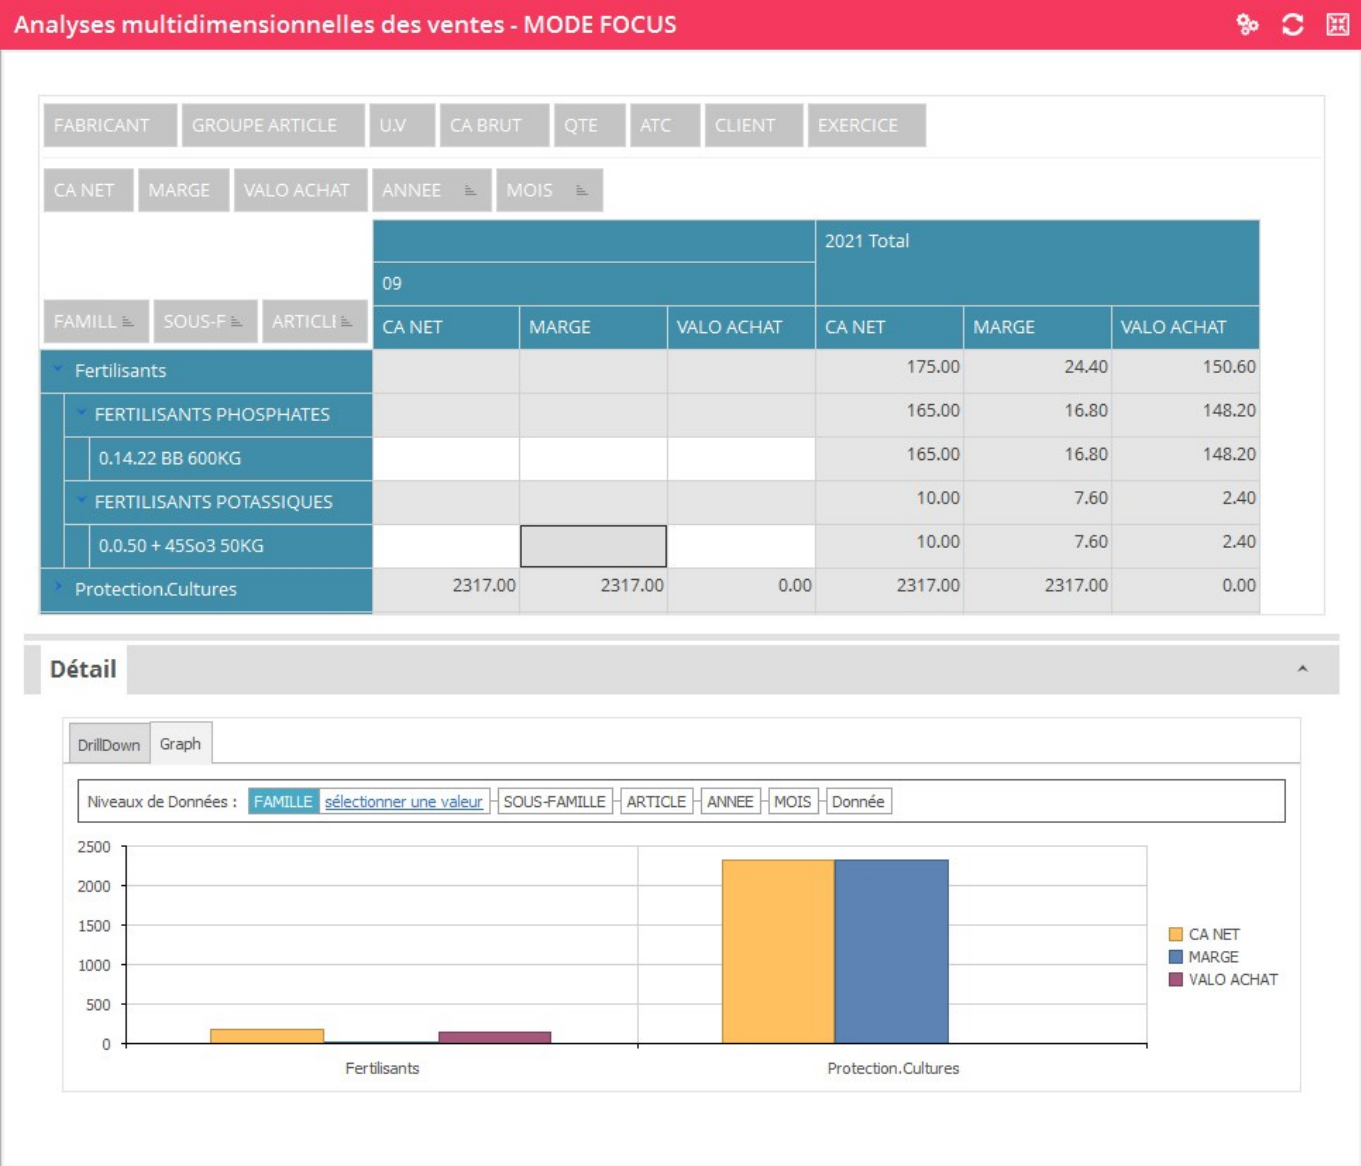 Analyses multidimensionnelles des ventes - MODE FOCUS
FABRICANT GROUPE ARTICLE U.V CA BRUT QTE ATC CLIENT EXERCICE
CA NET MARGE VALO ACHAT ANNEE MOIS
2021 Total
09
FAMILL SOUS-F ARTICLE CA NET MARGE VALO ACHAT CA NET MARGE VALO ACHAT
Fertilisants 175.00 24.40 150.60
FERTILISANTS PHOSPHATES 165.00 16.80 148.20
0.14.22 BB 600KG 165.00 16.80 148.20
FERTILISANTS POTASSIQUES 10.00 7.60 2.40
0.0.50 + 45So3 50KG 10.00 7.60 2.40
Protection.Cultures 2317.00 2317.00 0.00 2317.00 2317.00 0.00
Détail
DrillDown Graph
Niveaux de Données : FAMILLE sélectionner une valeur SOUS-FAMILLE ARTICLE ANNEE MOIS Donnée
2500
2000
1500
1000
500
0
Fertilisants Protection.Cultures
CA NET
MARGE
VALO ACHAT